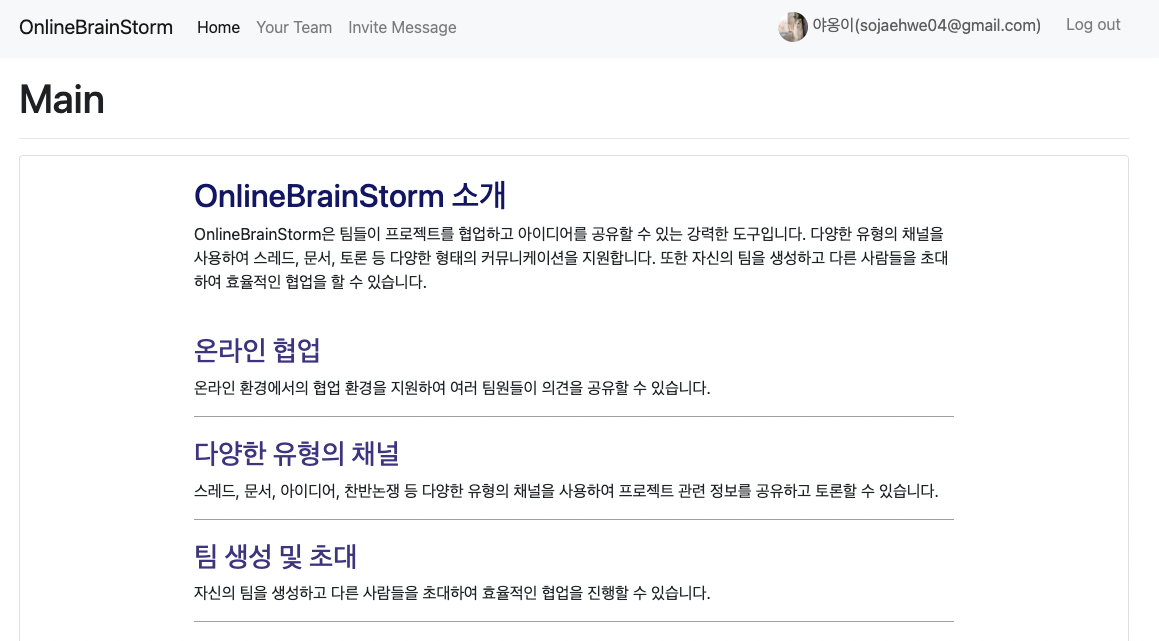 OnlineBrainStorm Home Your Team Invite Message 야옹이(sojaehwe04@gmail.com) Log out
Main
OnlineBrainStorm 소개
OnlineBrainStorm은 팀들이 프로젝트를 협업하고 아이디어를 공유할 수 있는 강력한 도구입니다. 다양한 유형의 채널을
사용하여 스레드, 문서, 토론 등 다양한 형태의 커뮤니케이션을 지원합니다. 또한 자신의 팀을 생성하고 다른 사람들을 초대
하여 효율적인 협업을 할 수 있습니다.
온라인 협업
온라인 환경에서의 협업 환경을 지원하여 여러 팀원들이 의견을 공유할 수 있습니다.
다양한 유형의 채널
스레드, 문서, 아이디어, 찬반논쟁 등 다양한 유형의 채널을 사용하여 프로젝트 관련 정보를 공유하고 토론할 수 있습니다.
팀 생성 및 초대
자신의 팀을 생성하고 다른 사람들을 초대하여 효율적인 협업을 진행할 수 있습니다.